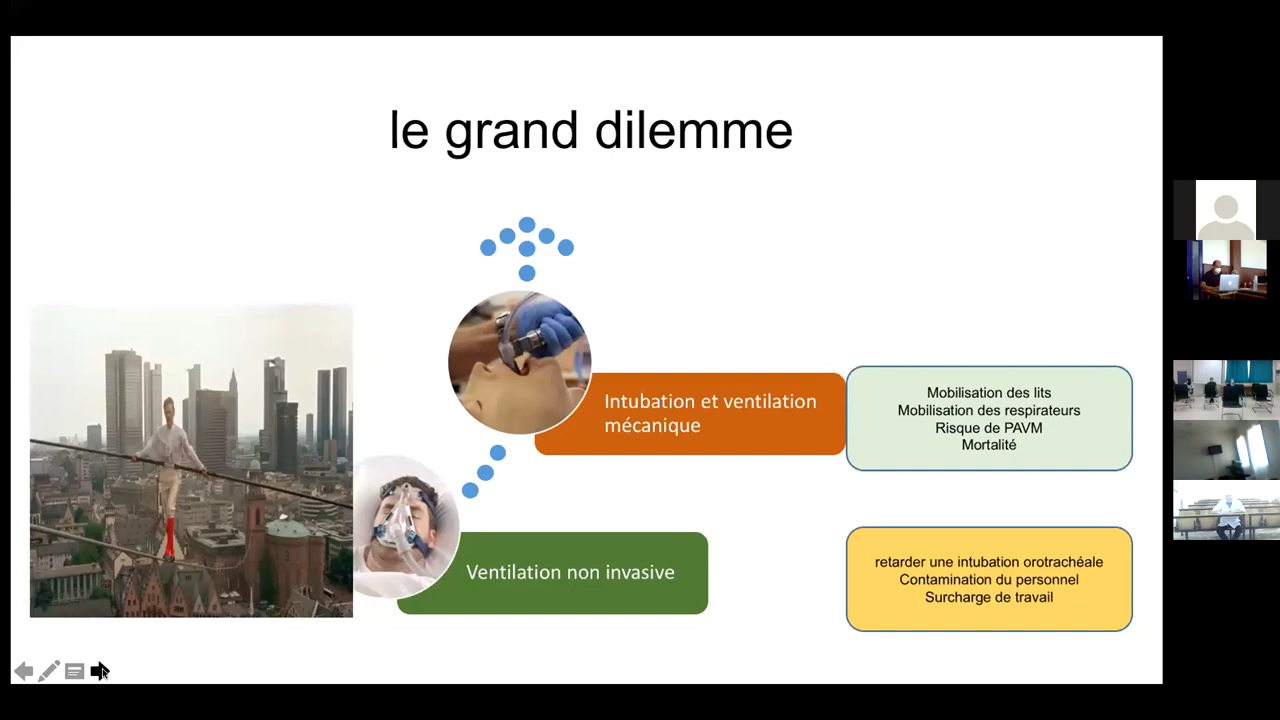 le grand dilemme
Intubation et ventilation
mécanique
Mobilisation des lits
Mobilisation des respirateurs
Risque de PAVM
Mortalité
Ventilation non invasive
retarder une intubation orotrachéale
Contamination du personnel
Surcharge de travail